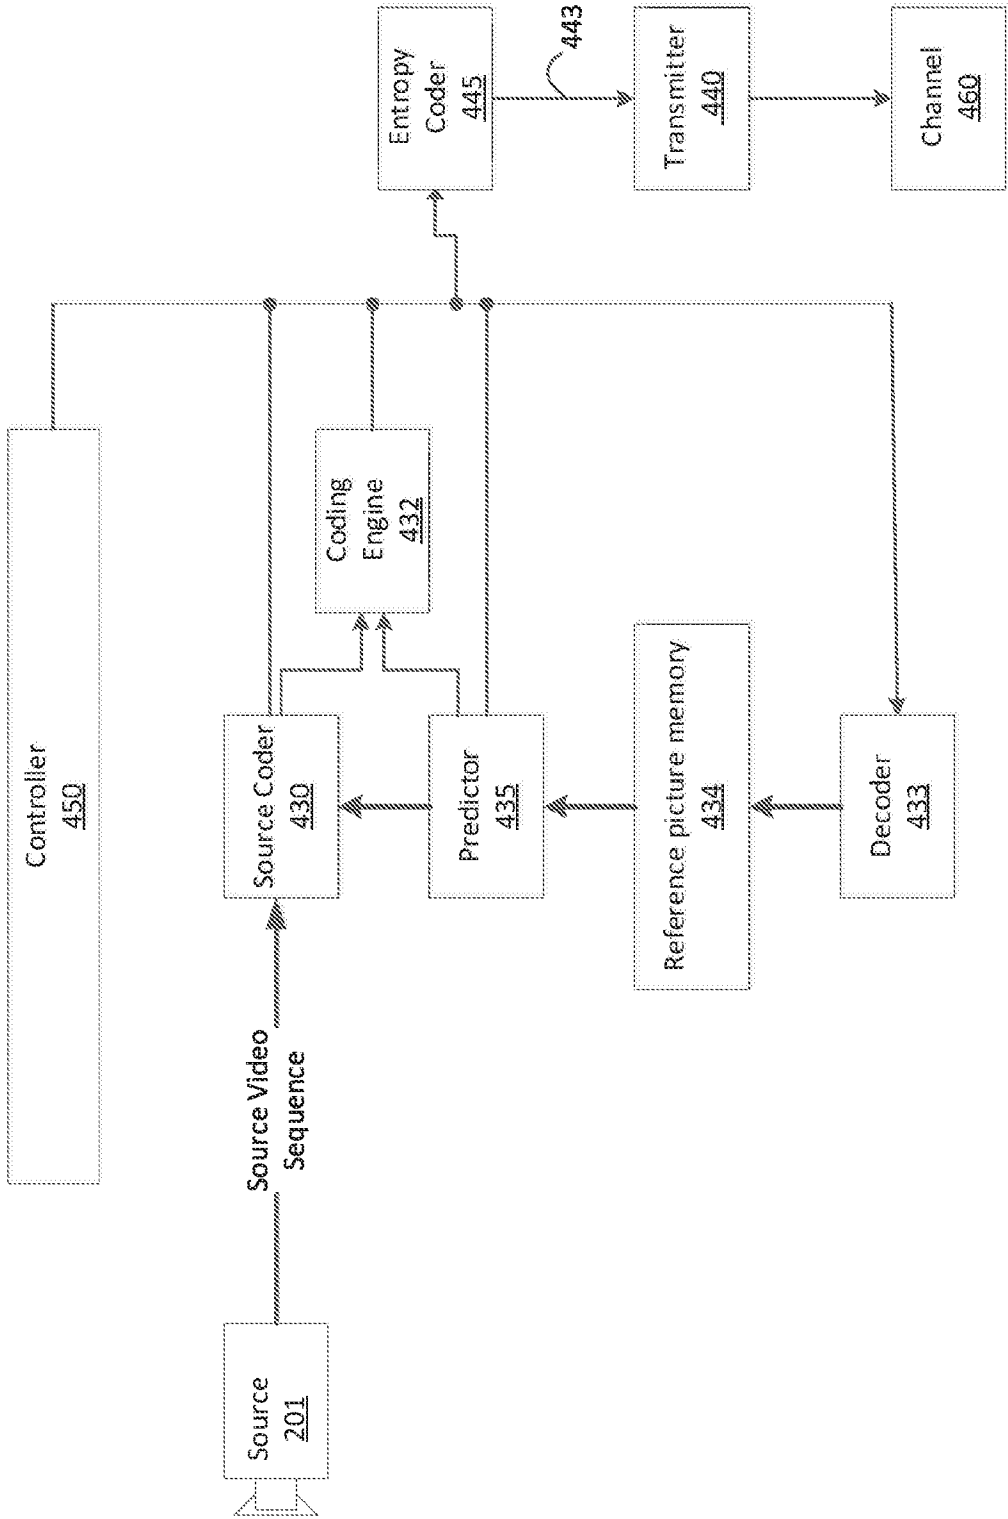 Controller
450
Source
201
Source Video
Sequence
Source Coder
430
Coding
Engine
432
Predictor
435
Reference picture memory
434
Decoder
433
Entropy
Coder
445
443
Transmitter
440
Channel
460